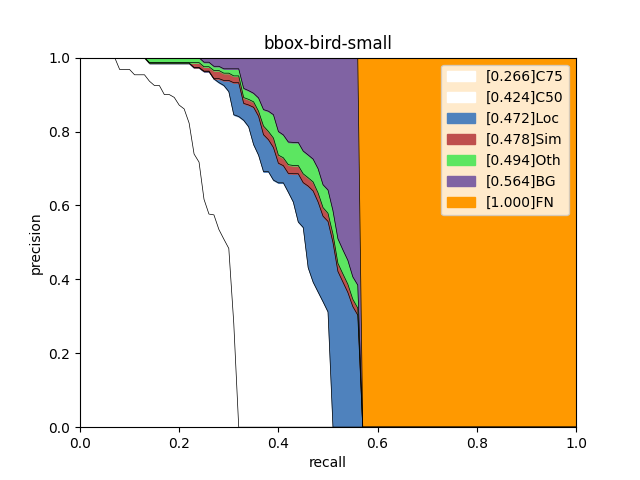 bbox-bird-small
precision
1.0
0.8
0.6
0.4
0.2
0.0
[0.266]C75
[0.424]C50
[0.472]Loc
[0.478]Sim
[0.494]Oth
[0.564]BG
[1.000]FN
0.0 0.2 0.4 0.6 0.8 1.0
recall